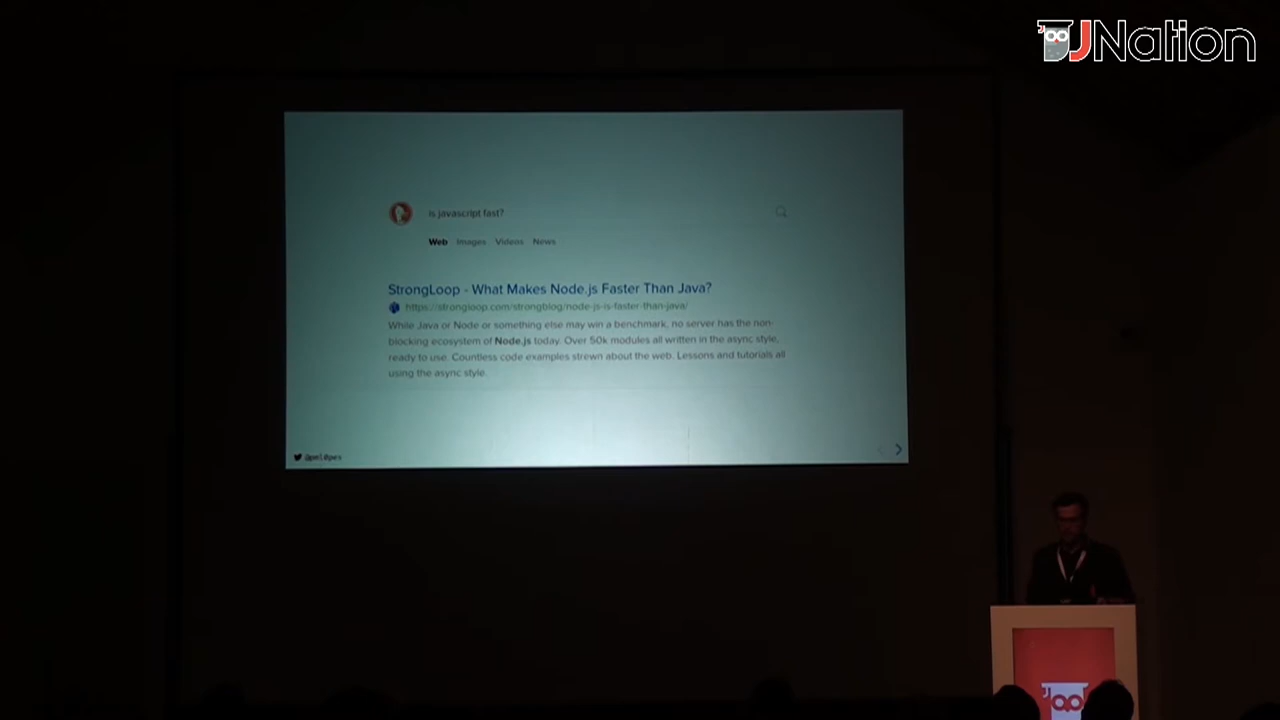 JNation
is javascript fast?
Web Images Videos News
StrongLoop - What Makes Node.js Faster Than Java?
https://strongloop.com/strongblog/node-js-is-faster-than-java/
While Java or Node or something else may win a benchmark, no server has the non-
blocking ecosystem of Node.js today. Over 50k modules all written in the async style,
ready to use. Countless code examples strewn about the web. Lessons and tutorials all
using the async style.
@pml0pes